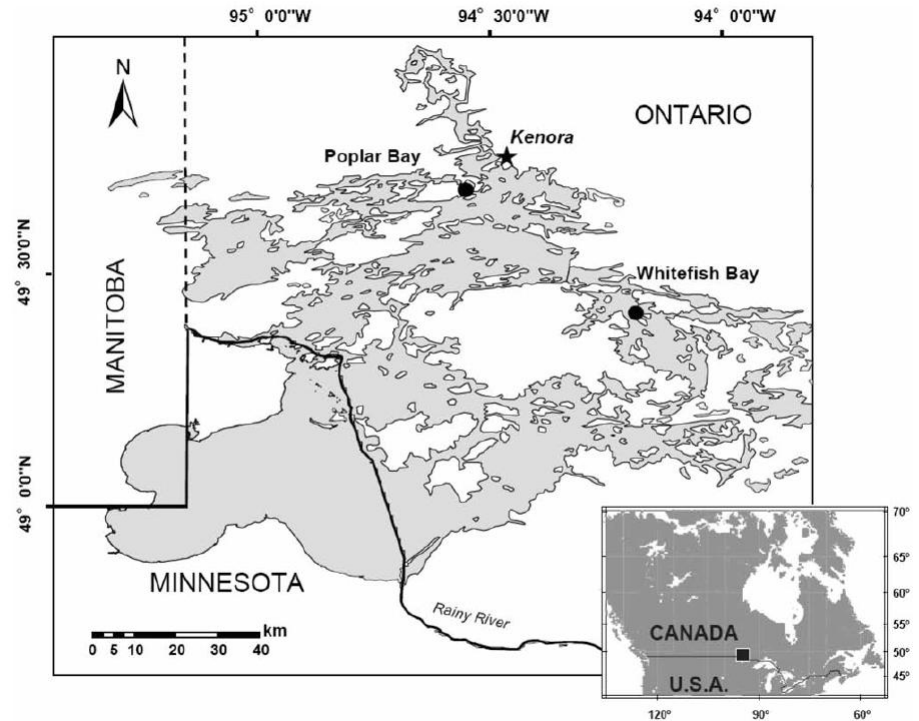 95° 0'0"W
94° 30'0"W
94° 0'0"W
N
ONTARIO
Kenora
Poplar Bay
49° 30'0"N
Whitefish Bay
MANITOBA
49° 0'0"N
MINNESOTA
Rainy River
km
0 5 10 20 30 40
70°
65°
60°
55°
50°
45°
CANADA
U.S.A.
120° 90° 60°